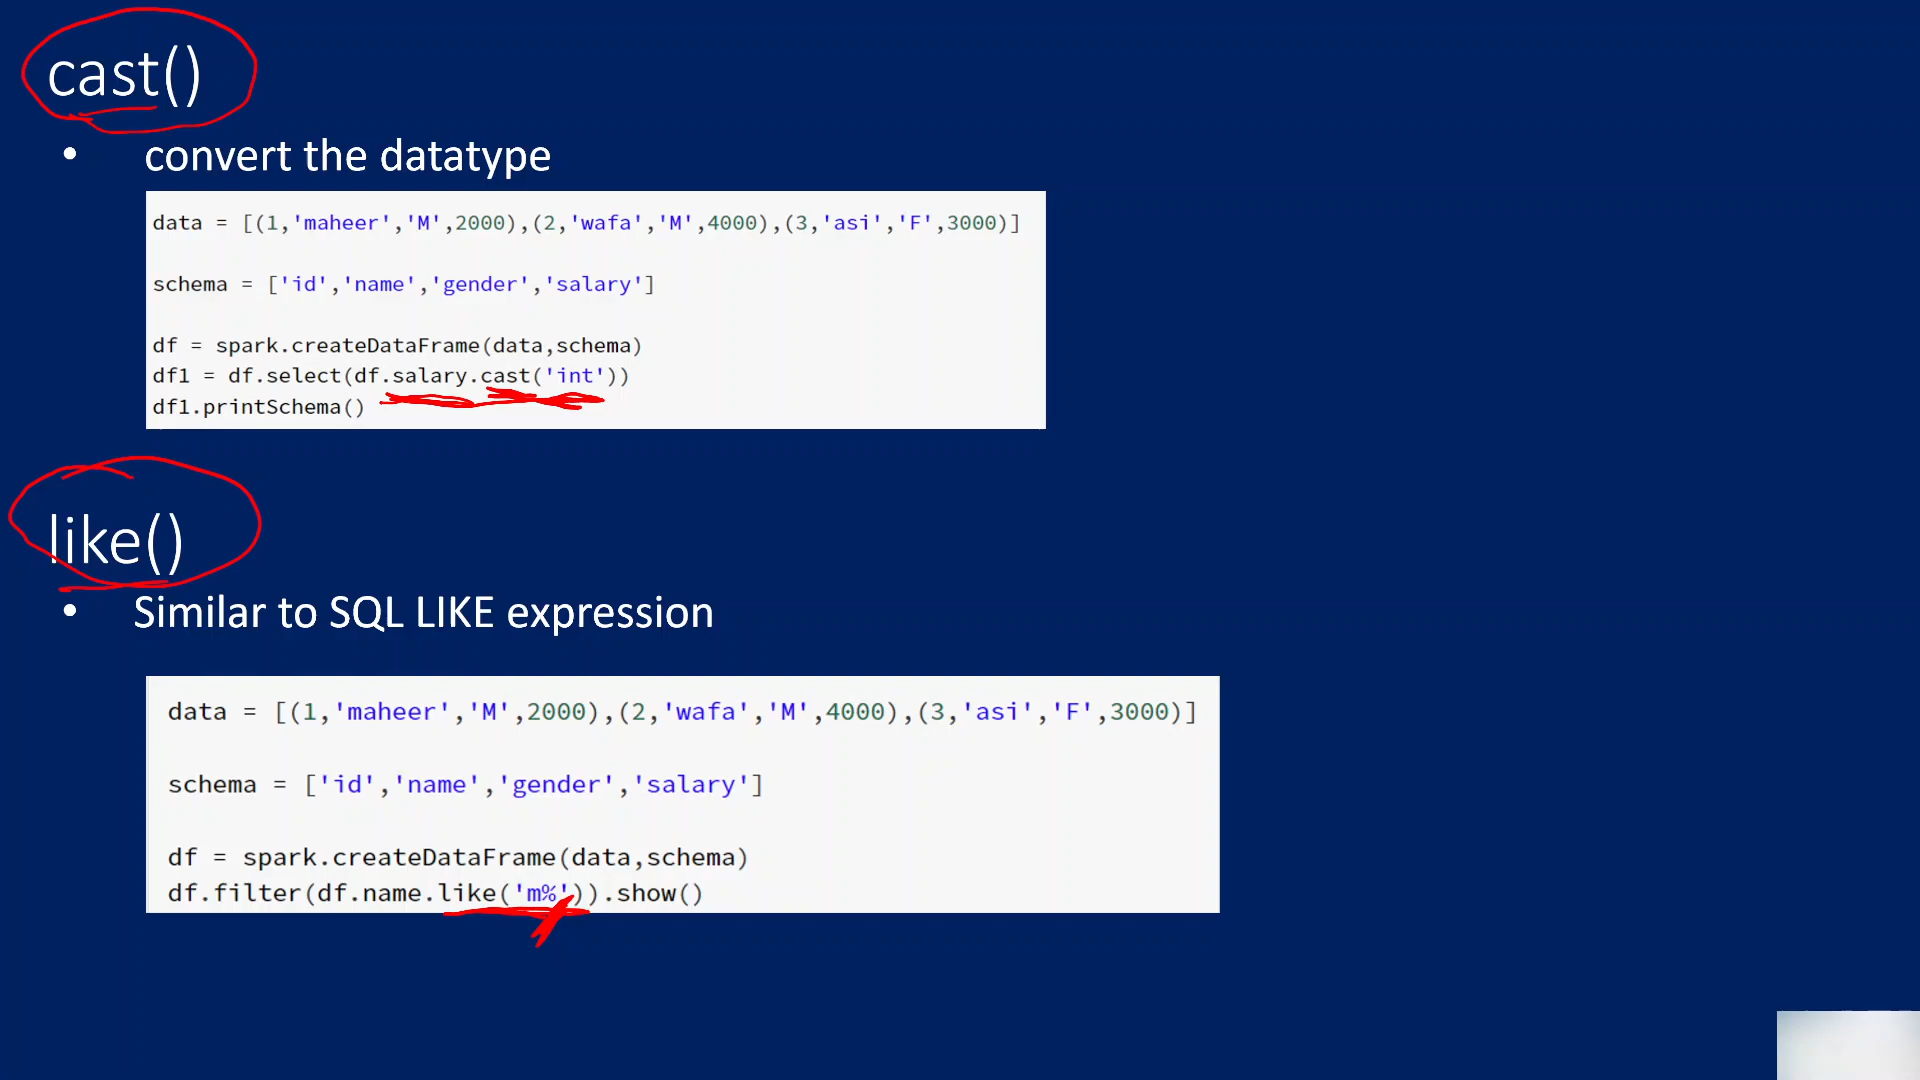 cast()
• convert the datatype
data = [(1,'maheer','M',2000),(2,'wafa','M',4000),(3,'asi','F',3000)]
schema = ['id','name','gender','salary']
df = spark.createDataFrame(data,schema)
df1 = df.select(df.salary.cast('int'))
df1.printSchema()
like()
• Similar to SQL LIKE expression
data = [(1,'maheer','M',2000),(2,'wafa','M',4000),(3,'asi','F',3000)]
schema = ['id','name','gender','salary']
df = spark.createDataFrame(data,schema)
df.filter(df.name.like('m%')).show()